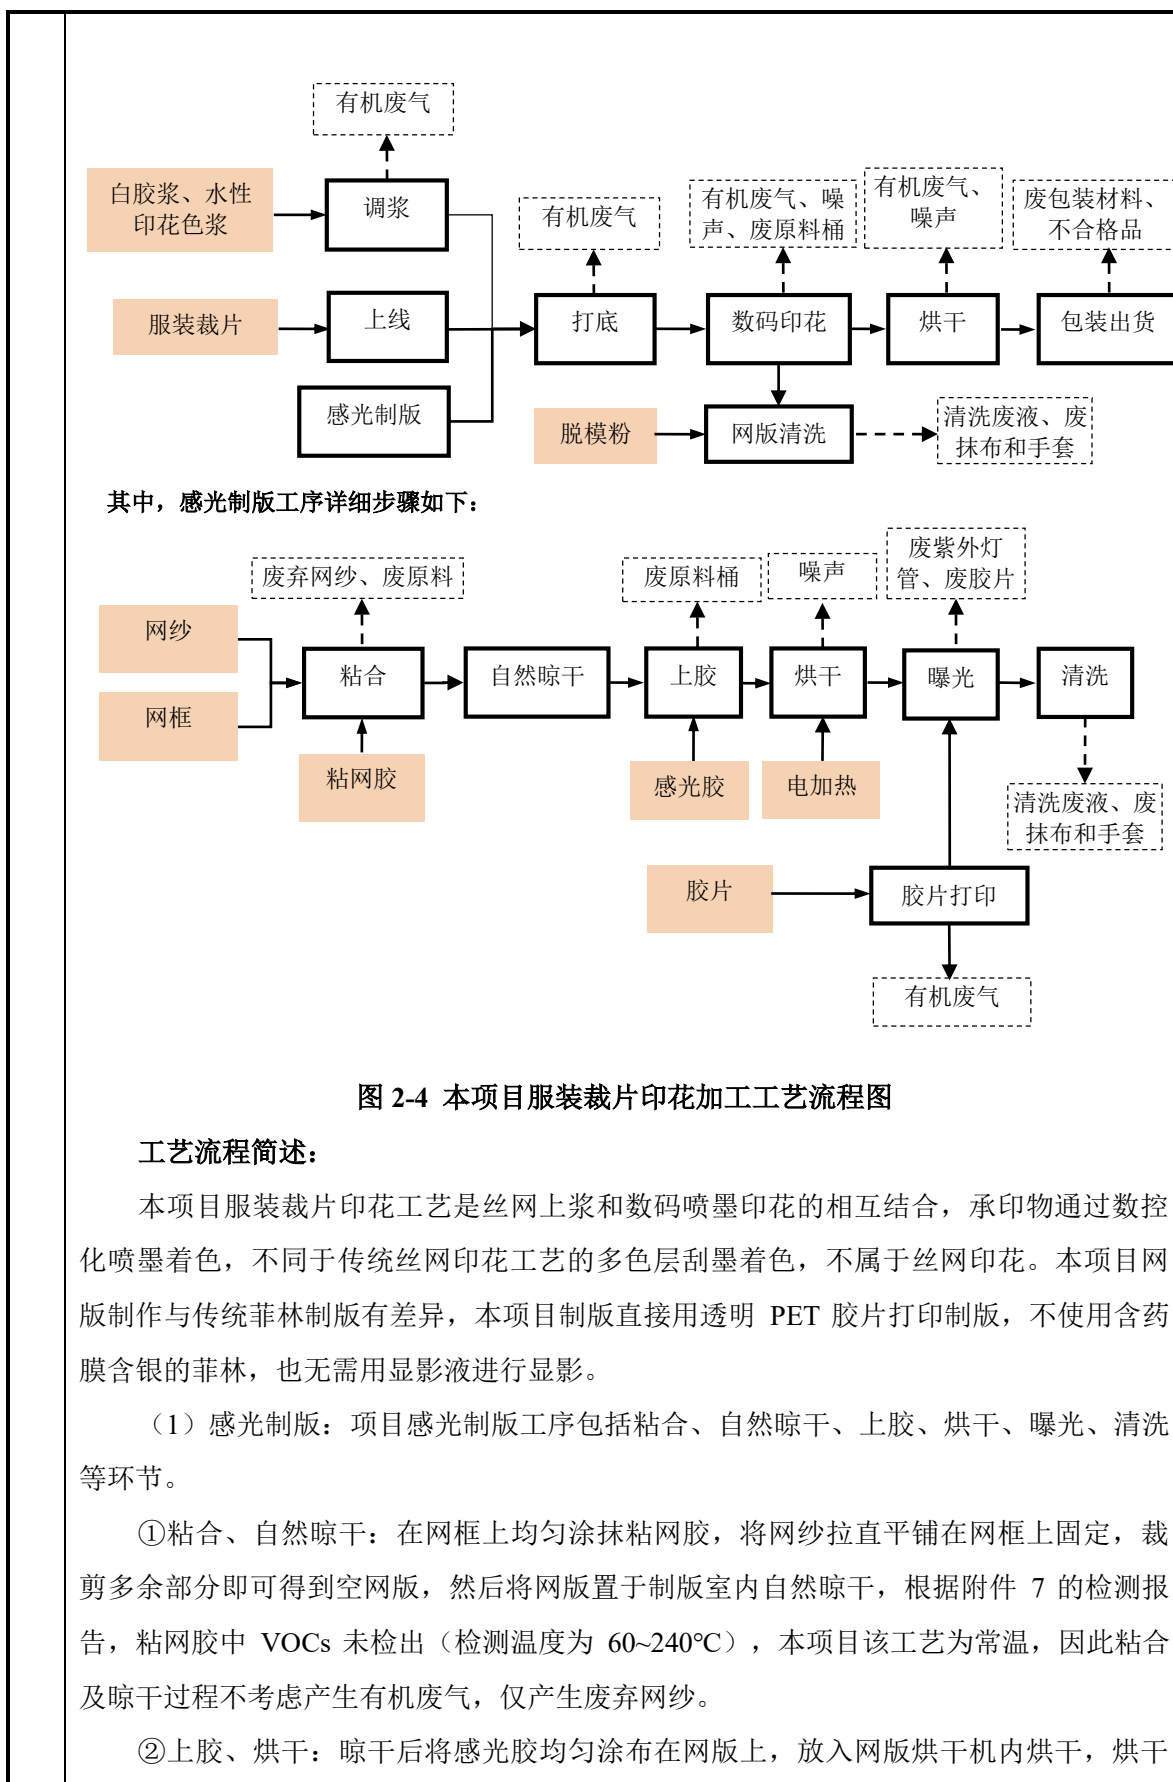 有机废气
白胶浆、水性
印花色浆
调浆
有机废气
有机废气、噪
声、废原料桶
有机废气、
噪声
废包装材料、
不合格品
服装裁片
上线
打底
数码印花
烘干
包装出货
感光制版
脱模粉
网版清洗
清洗废液、废
抹布和手套
其中，感光制版工序详细步骤如下：
废弃网纱、废原料
废原料桶
噪声
废紫外灯
管、废胶片
网纱
网框
粘合
自然晾干
上胶
烘干
曝光
清洗
粘网胶
感光胶
电加热
清洗废液、废
抹布和手套
胶片
胶片打印
有机废气
图 2-4 本项目服装裁片印花加工工艺流程图
工艺流程简述：
本项目服装裁片印花工艺是丝网上浆和数码喷墨印花的相互结合，承印物通过数控
化喷墨着色，不同于传统丝网印花工艺的多色层刮墨着色，不属于丝网印花。本项目网
版制作与传统菲林制版有差异，本项目制版直接用透明 PET 胶片打印制版，不使用含药
膜含银的菲林，也无需用显影液进行显影。
（1）感光制版：项目感光制版工序包括粘合、自然晾干、上胶、烘干、曝光、清洗
等环节。
①粘合、自然晾干：在网框上均匀涂抹粘网胶，将网纱拉直平铺在网框上固定，裁
剪多余部分即可得到空网版，然后将网版置于制版室内自然晾干，根据附件 7 的检测报
告，粘网胶中 VOCs 未检出（检测温度为 60~240℃），本项目该工艺为常温，因此粘合
及晾干过程不考虑产生有机废气，仅产生废弃网纱。
②上胶、烘干：晾干后将感光胶均匀涂布在网版上，放入网版烘干机内烘干，烘干